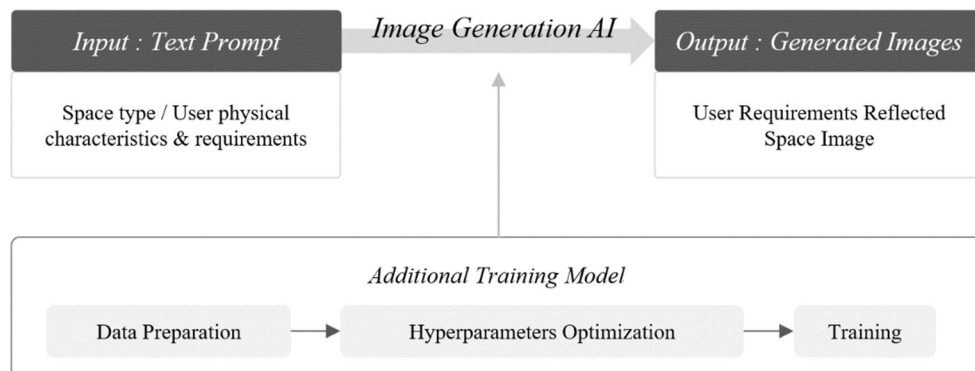 Input : Text Prompt
Image Generation AI
Output : Generated Images
Space type / User physical
characteristics & requirements
User Requirements Reflected
Space Image
Additional Training Model
Data Preparation
Hyperparameters Optimization
Training